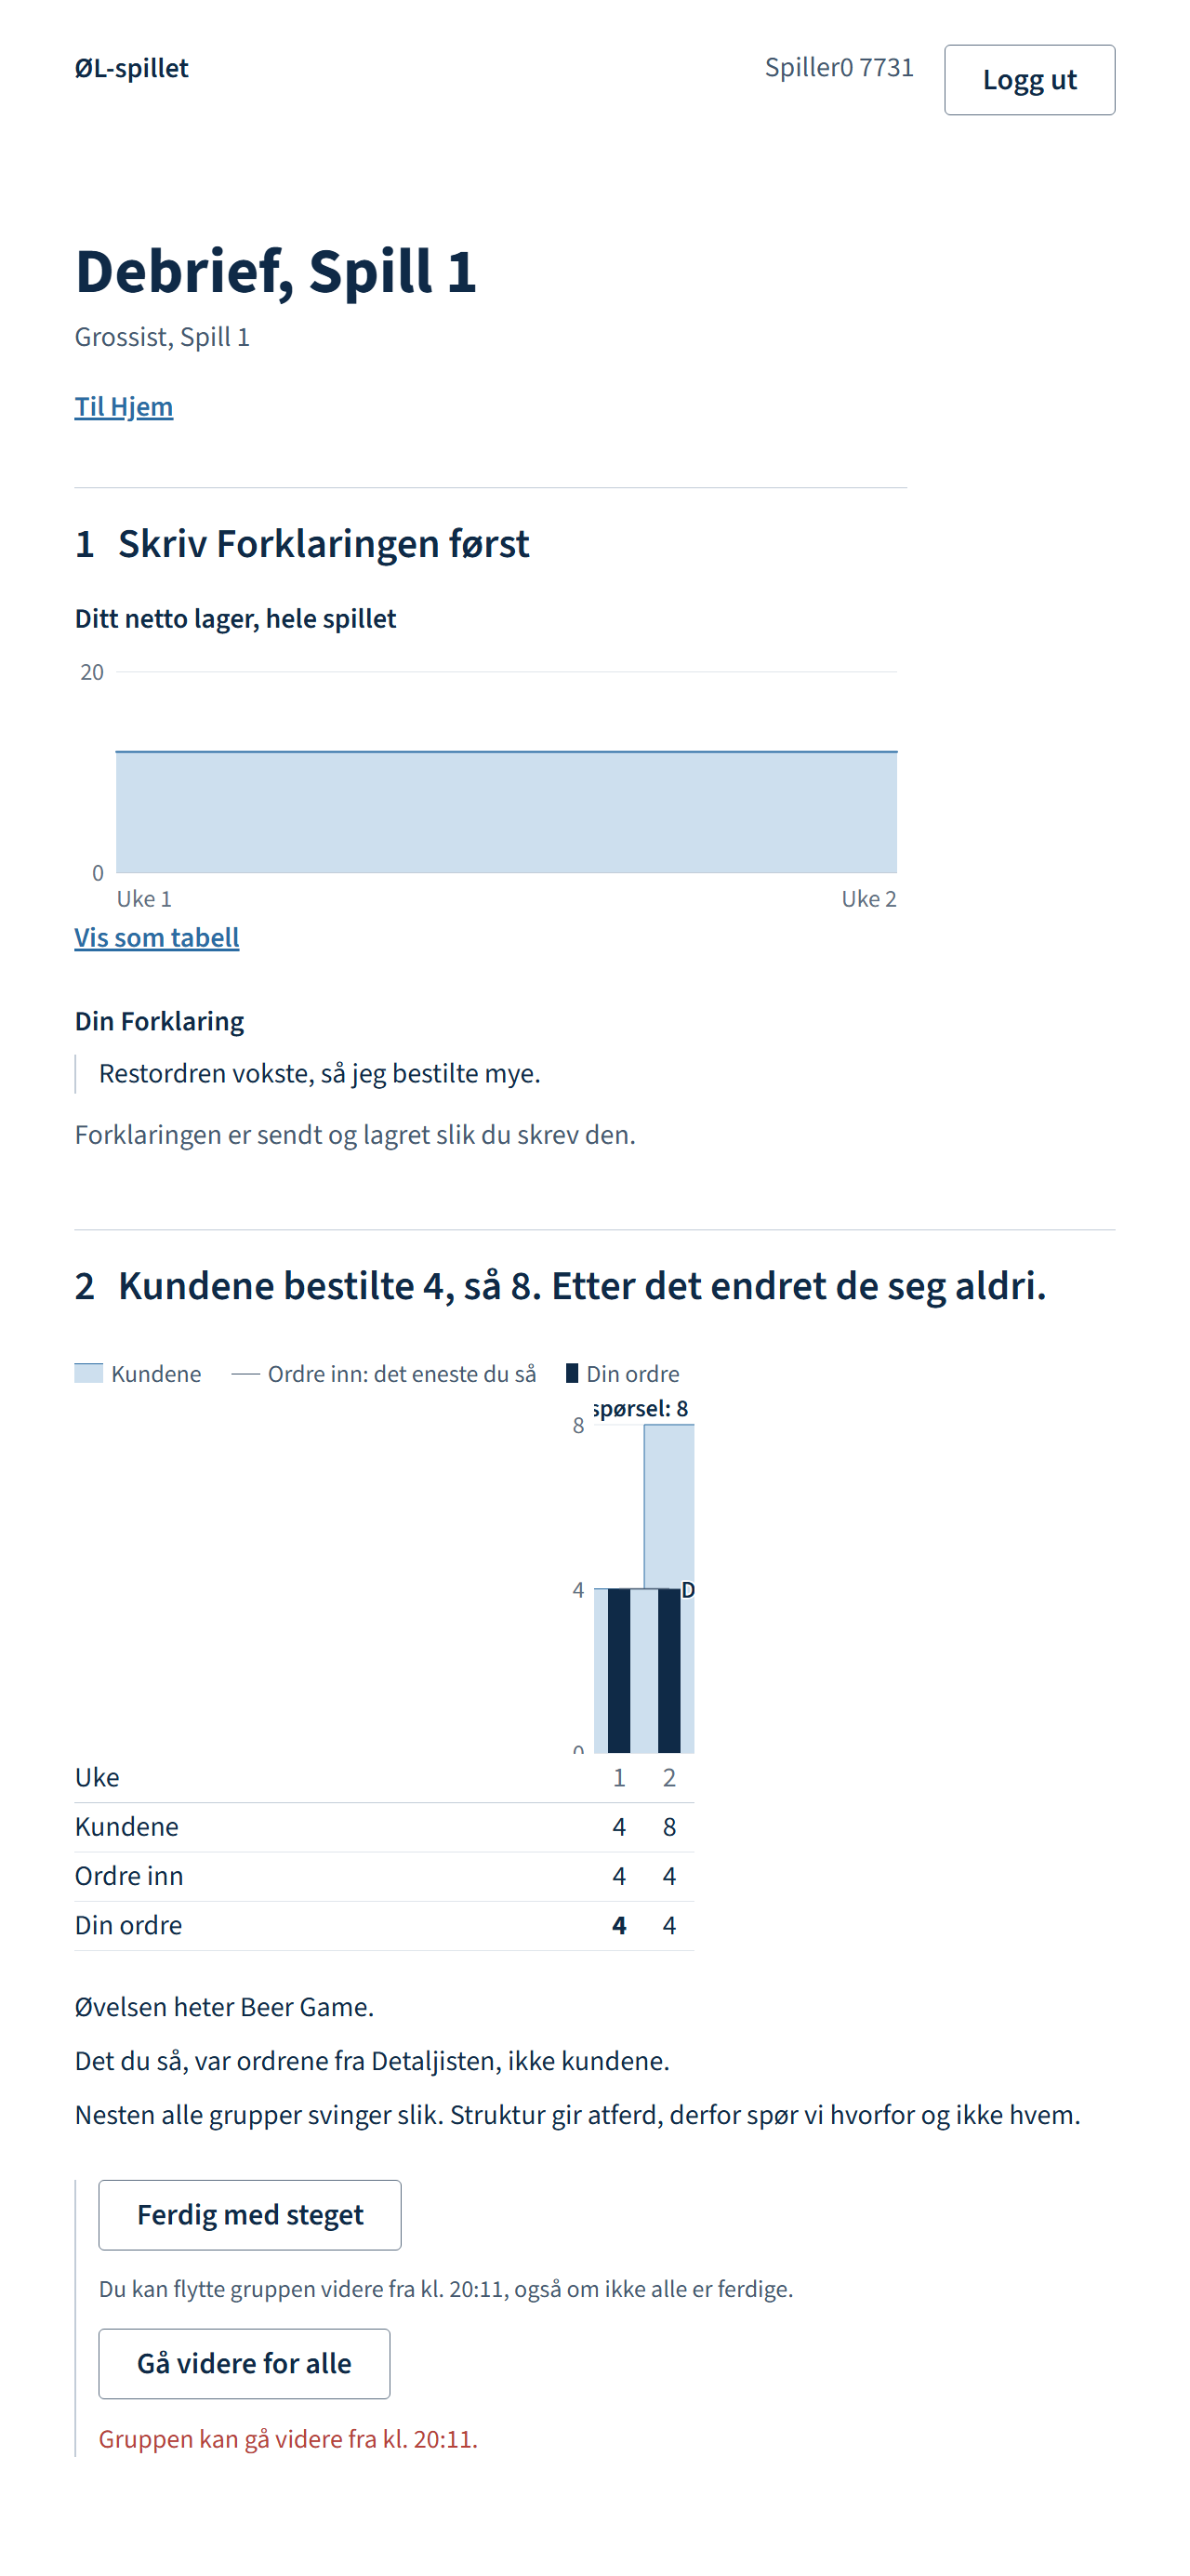 ØL-spillet
Spiller0 7731
Logg ut
Debrief, Spill 1
Grossist, Spill 1
Til Hjem
1 Skriv Forklaringen først
Ditt netto lager, hele spillet
20
0
Uke 1
Uke 2
Vis som tabell
Din Forklaring
Restordren vokste, så jeg bestilte mye.
Forklaringen er sendt og lagret slik du skrev den.
2 Kundene bestilte 4, så 8. Etter det endret de seg aldri.
Kundene
Ordre inn: det eneste du så
Din ordre
spørsel: 8
8
4
D
0
Uke 1 2
Kundene 4 8
Ordre inn 4 4
Din ordre 4 4
Øvelsen heter Beer Game.
Det du så, var ordrene fra Detaljisten, ikke kundene.
Nesten alle grupper svinger slik. Struktur gir atferd, derfor spør vi hvorfor og ikke hvem.
Ferdig med steget
Du kan flytte gruppen videre fra kl. 20:11, også om ikke alle er ferdige.
Gå videre for alle
Gruppen kan gå videre fra kl. 20:11.